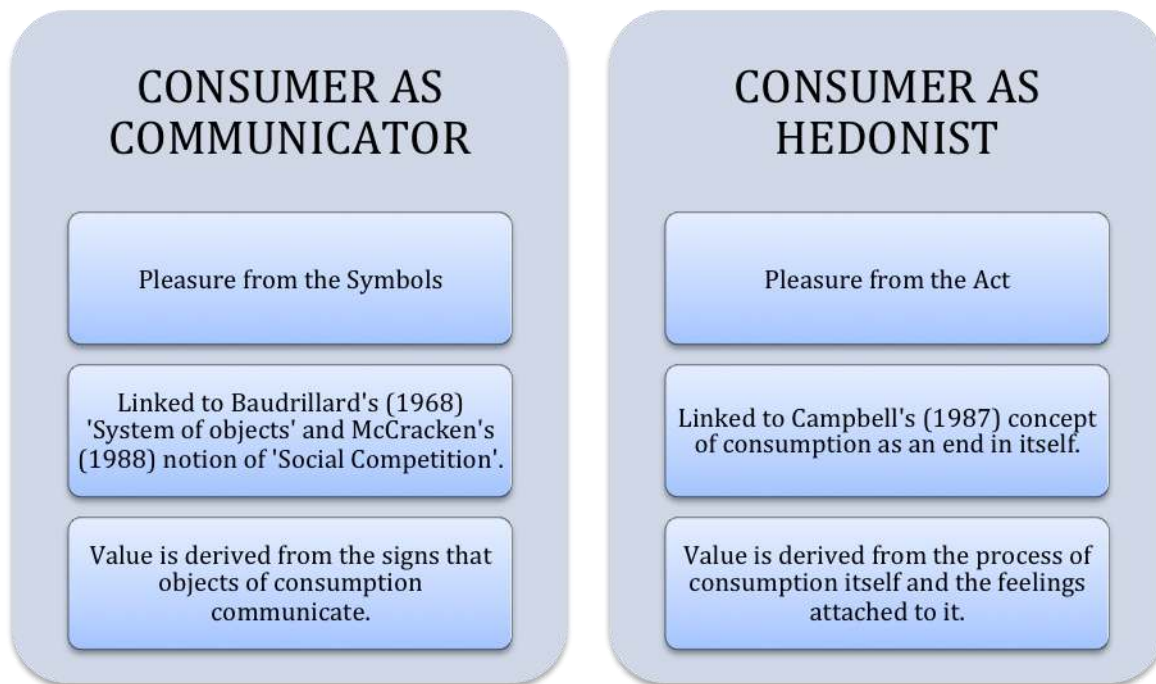 CONSUMER AS
COMMUNICATOR
Pleasure from the Symbols
Linked to Baudrillard's (1968)
'System of objects' and McCracken's
(1988) notion of 'Social Competition'.
Value is derived from the signs that
objects of consumption
communicate.
CONSUMER AS
HEDONIST
Pleasure from the Act
Linked to Campbell's (1987) concept
of consumption as an end in itself.
Value is derived from the process of
consumption itself and the feelings
attached to it.